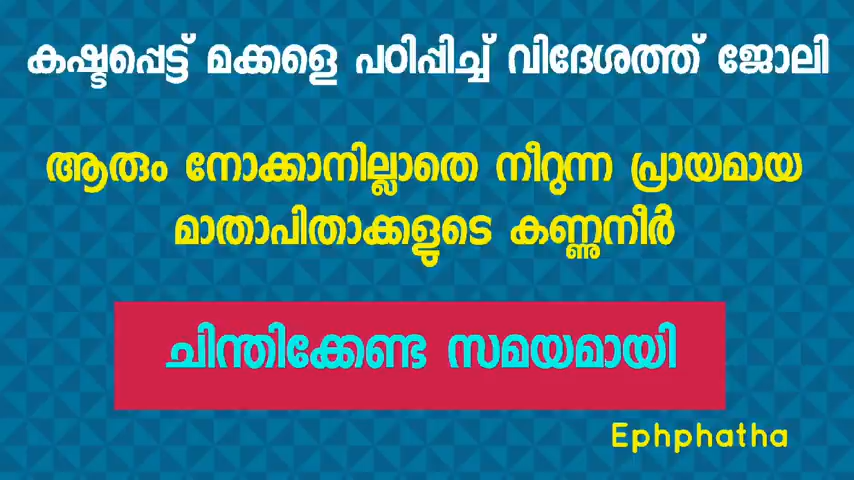 കഷ്ടപ്പെട്ട് മക്കളെ പഠിപ്പിച്ച് വിദേശത്ത് ജോലി
ആരും നോക്കാനില്ലാതെ നീറുന്ന പ്രായമായ
മാതാപിതാക്കളുടെ കണ്ണുനീർ
ചിന്തിക്കേണ്ട സമയമായി
Ephphatha